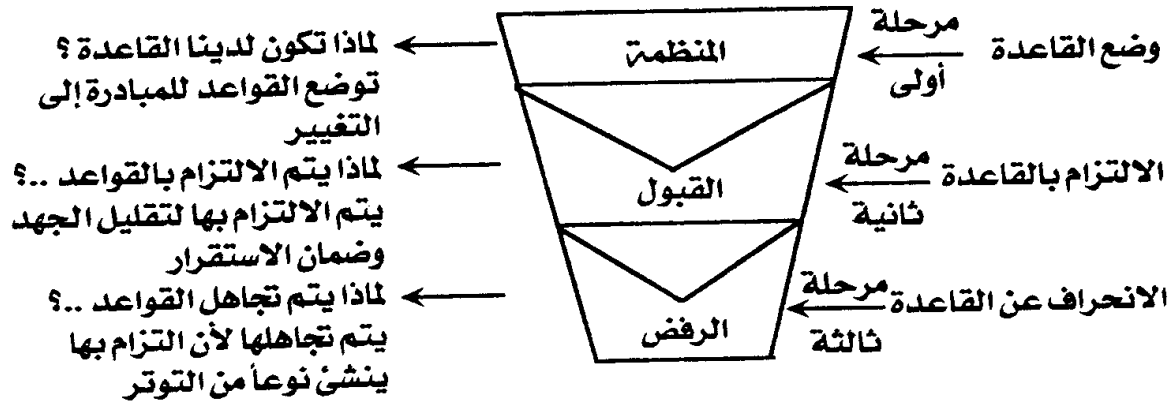 وضع القاعدة
مرحلة
أولى
المنظمة
لماذا تكون لدينا القاعدة ؟
توضع القواعد للمبادرة إلى
التغيير
الالتزام بالقاعدة
مرحلة
ثانية
القبول
لماذا يتم الالتزام بالقواعد ..؟
يتم الالتزام بها لتقليل الجهد
وضمان الاستقرار
الانحراف عن القاعدة
مرحلة
ثالثة
الرفض
لماذا يتم تجاهل القواعد ..؟
يتم تجاهلها لأن التزام بها
ينشئ نوعاً من التوتر